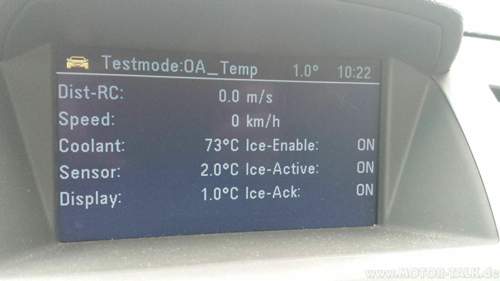 Testmode:OA_Temp 1.0° 10:22
Dist-RC: 0.0 m/s
Speed: 0 km/h
Coolant: 73°C Ice-Enable: ON
Sensor: 2.0°C Ice-Active: ON
Display: 1.0°C Ice-Ack: ON
www.MOTOR-TALK.de